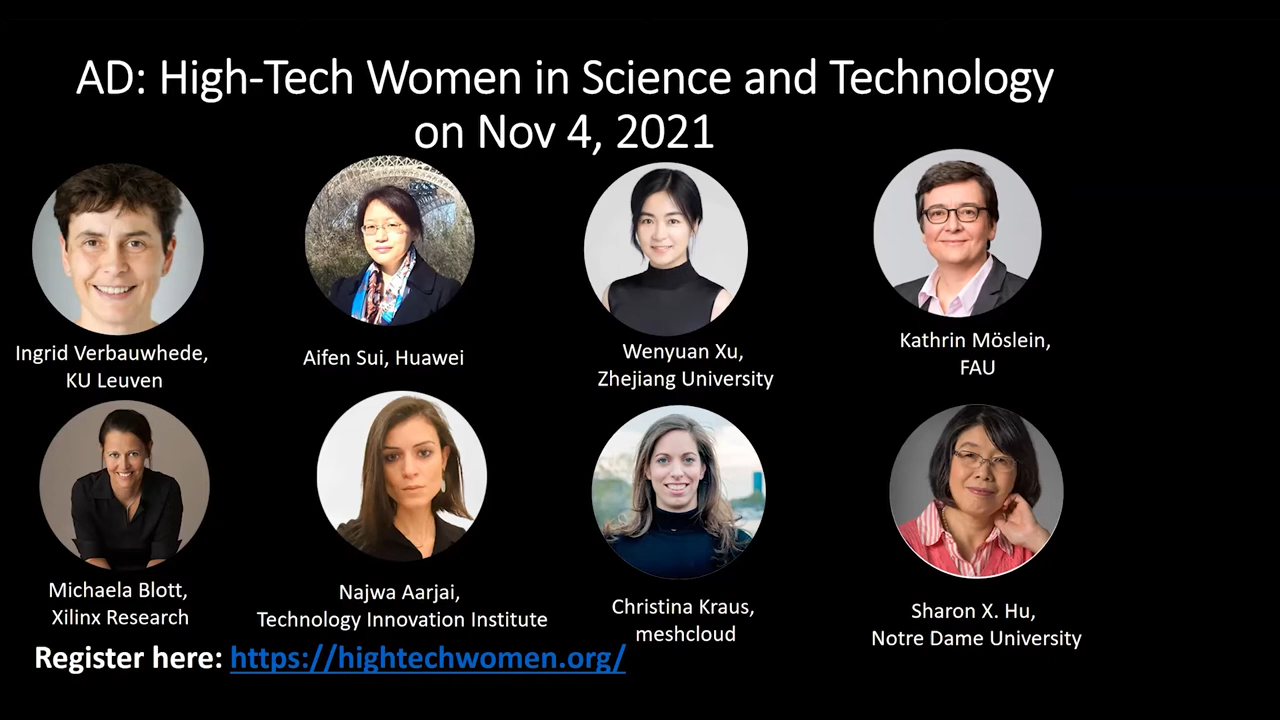 AD: High-Tech Women in Science and Technology
on Nov 4, 2021
Ingrid Verbauwhede,
KU Leuven
Aifen Sui, Huawei
Wenyuan Xu,
Zhejiang University
Kathrin Möslein,
FAU
Michaela Blott,
Xilinx Research
Najwa Aarjai,
Technology Innovation Institute
Christina Kraus,
meshcloud
Sharon X. Hu,
Notre Dame University
Register here: https://hightechwomen.org/